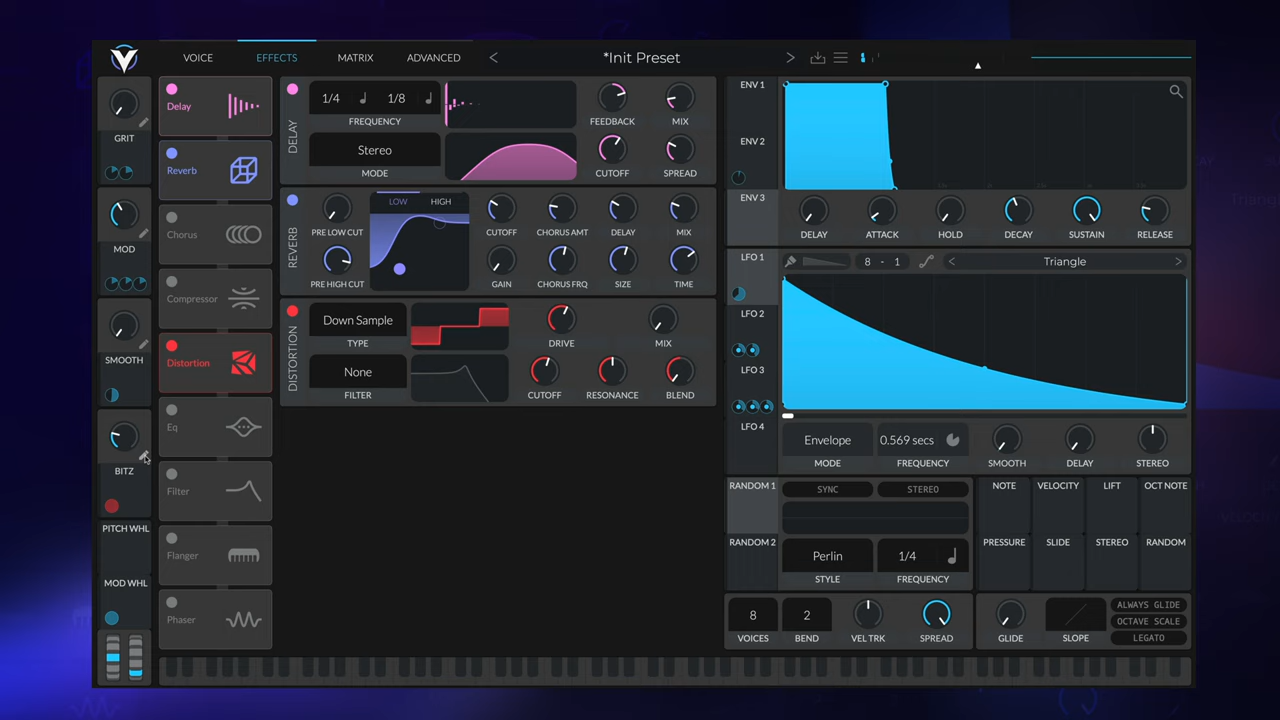 VOICE EFFECTS MATRIX ADVANCED *Init Preset
GRIT
MOD
SMOOTH
BITZ
PITCH WHL
MOD WHL
Delay
Reverb
Chorus
Compressor
Distortion
Eq
Filter
Flanger
Phaser
DELAY
1/4 1/8
FREQUENCY
FEEDBACK MIX
Stereo
MODE
CUTOFF SPREAD
REVERB
PRE LOW CUT
PRE HIGH CUT
LOW HIGH
CUTOFF CHORUS AMT DELAY MIX
GAIN CHORUS FRQ SIZE TIME
DISTORTION
Down Sample
TYPE
DRIVE MIX
None
FILTER
CUTOFF RESONANCE BLEND
ENV 1
ENV 2
ENV 3
DELAY ATTACK HOLD DECAY SUSTAIN RELEASE
LFO 1
LFO 2
LFO 3
LFO 4
8 - 1 Triangle
Envelope 0.569 secs
MODE FREQUENCY SMOOTH DELAY STEREO
RANDOM 1
RANDOM 2
SYNC STEREO
Perlin 1/4
STYLE FREQUENCY
NOTE VELOCITY LIFT OCT NOTE
PRESSURE SLIDE STEREO RANDOM
8 2
VOICES BEND VEL TRK SPREAD GLIDE SLOPE
ALWAYS GLIDE
OCTAVE SCALE
LEGATO